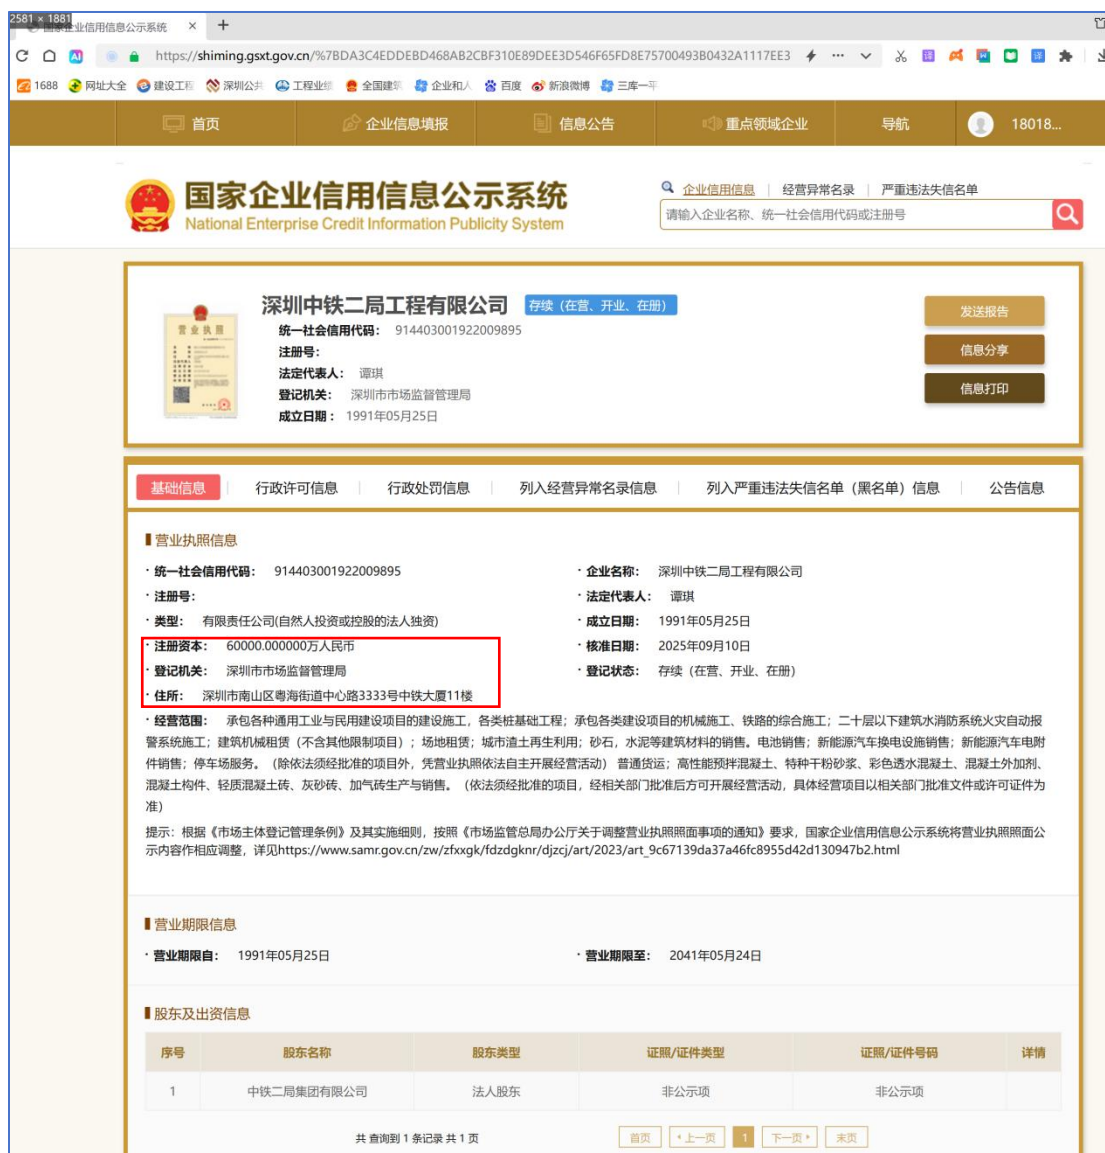 2581 × 1881
国家企业信用信息公示系统 × +
https://shiming.gsxt.gov.cn/%7BDA3C4EDDEBD468AB2CBF310E89DEE3D546F65FD8E75700493B0432A1117EE3
1688 网址大全 建设工程 深圳公共 工程业绩 全国建筑 企业和人 百度 新浪微博 三库一平
首页 企业信息填报 信息公告 重点领域企业 导航 18018...
国家企业信用信息公示系统
National Enterprise Credit Information Publicity System
企业信用信息 | 经营异常名录 | 严重违法失信名单
请输入企业名称、统一社会信用代码或注册号
深圳中铁二局工程有限公司 存续（在营、开业、在册）
统一社会信用代码： 914403001922009895
注册号：
法定代表人： 谭琪
登记机关： 深圳市市场监督管理局
成立日期： 1991年05月25日
发送报告
信息分享
信息打印
营业执照
基础信息 | 行政许可信息 | 行政处罚信息 | 列入经营异常名录信息 | 列入严重违法失信名单（黑名单）信息 | 公告信息
营业执照信息
· 统一社会信用代码： 914403001922009895 · 企业名称： 深圳中铁二局工程有限公司
· 注册号： · 法定代表人： 谭琪
· 类型： 有限责任公司(自然人投资或控股的法人独资) · 成立日期： 1991年05月25日
· 注册资本： 60000.000000万人民币 · 核准日期： 2025年09月10日
· 登记机关： 深圳市市场监督管理局 · 登记状态： 存续（在营、开业、在册）
· 住所： 深圳市南山区粤海街道中心路3333号中铁大厦11楼
· 经营范围： 承包各种通用工业与民用建设项目的建设施工，各类桩基础工程；承包各类建设项目的机械施工、铁路的综合施工；二十层以下建筑水消防系统火灾自动报
警系统施工；建筑机械租赁（不含其他限制项目）；场地租赁；城市渣土再生利用；砂石，水泥等建筑材料的销售。电池销售；新能源汽车换电设施销售；新能源汽车电附
件销售；停车场服务。（除依法须经批准的项目外，凭营业执照依法自主开展经营活动） 普通货运；高性能预拌混凝土、特种干粉砂浆、彩色透水混凝土、混凝土外加剂、
混凝土构件、轻质混凝土砖、灰砂砖、加气砖生产与销售。（依法须经批准的项目，经相关部门批准后方可开展经营活动，具体经营项目以相关部门批准文件或许可证件为
准）
提示：根据《市场主体登记管理条例》及其实施细则，按照《市场监管总局办公厅关于调整营业执照照面事项的通知》要求，国家企业信用信息公示系统将营业执照照面公
示内容作相应调整，详见https://www.samr.gov.cn/zw/zfxxgk/fdzdgknr/djzcj/art/2023/art_9c67139da37a46fc8955d42d130947b2.html
营业期限信息
· 营业期限自： 1991年05月25日 · 营业期限至： 2041年05月24日
股东及出资信息
序号 股东名称 股东类型 证照/证件类型 证照/证件号码 详情
1 中铁二局集团有限公司 法人股东 非公示项 非公示项
共 查询到 1 条记录 共 1 页 首页 上一页 1 下一页 末页